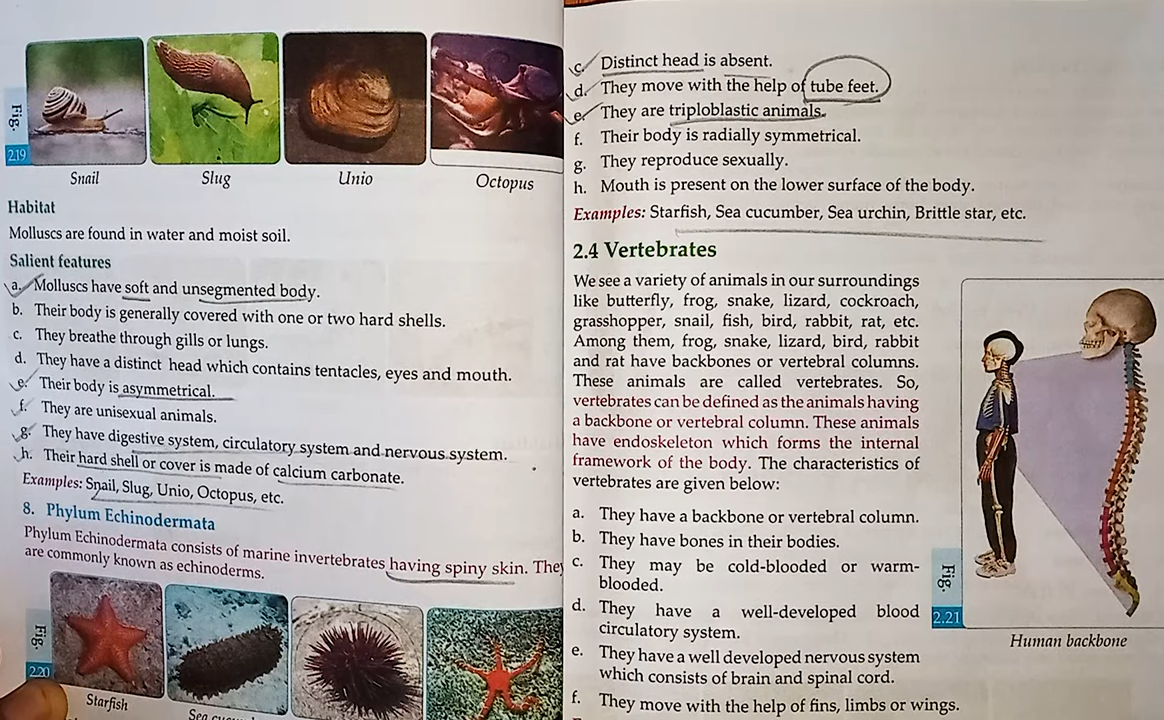 Fig.
2.19
Snail
Slug
Unio
Octopus
Habitat
Molluscs are found in water and moist soil.
Salient features
a. Molluscs have soft and unsegmented body.
b. Their body is generally covered with one or two hard shells.
c. They breathe through gills or lungs.
d. They have a distinct head which contains tentacles, eyes and mouth.
e. Their body is asymmetrical.
f. They are unisexual animals.
g. They have digestive system, circulatory system and nervous system.
h. Their hard shell or cover is made of calcium carbonate.
Examples: Snail, Slug, Unio, Octopus, etc.
8. Phylum Echinodermata
Phylum Echinodermata consists of marine invertebrates having spiny skin. They
are commonly known as echinoderms.
Fig.
2.20
Starfish
Sea
c. Distinct head is absent.
d. They move with the help of tube feet.
e. They are triploblastic animals.
f. Their body is radially symmetrical.
g. They reproduce sexually.
h. Mouth is present on the lower surface of the body.
Examples: Starfish, Sea cucumber, Sea urchin, Brittle star, etc.
2.4 Vertebrates
We see a variety of animals in our surroundings
like butterfly, frog, snake, lizard, cockroach,
grasshopper, snail, fish, bird, rabbit, rat, etc.
Among them, frog, snake, lizard, bird, rabbit
and rat have backbones or vertebral columns.
These animals are called vertebrates. So,
vertebrates can be defined as the animals having
a backbone or vertebral column. These animals
have endoskeleton which forms the internal
framework of the body. The characteristics of
vertebrates are given below:
a. They have a backbone or vertebral column.
b. They have bones in their bodies.
c. They may be cold-blooded or warm-
blooded.
d. They have a well-developed blood
circulatory system.
e. They have a well developed nervous system
which consists of brain and spinal cord.
f. They move with the help of fins, limbs or wings.
Fig.
2.21
Human backbone